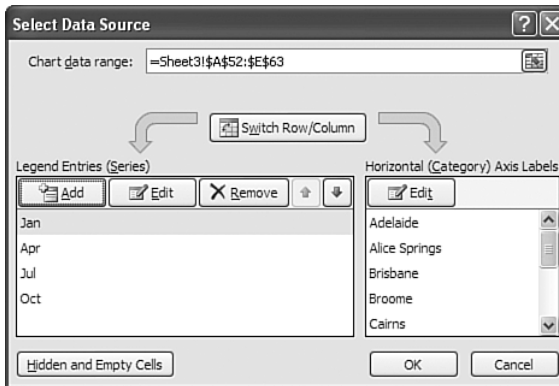 Select Data Source
Chart data range: =Sheet3!$A$52:$E$63
Switch Row/Column
Legend Entries (Series)
Add Edit Remove
Jan
Apr
Jul
Oct
Horizontal (Category) Axis Labels
Edit
Adelaide
Alice Springs
Brisbane
Broome
Cairns
Hidden and Empty Cells
OK Cancel